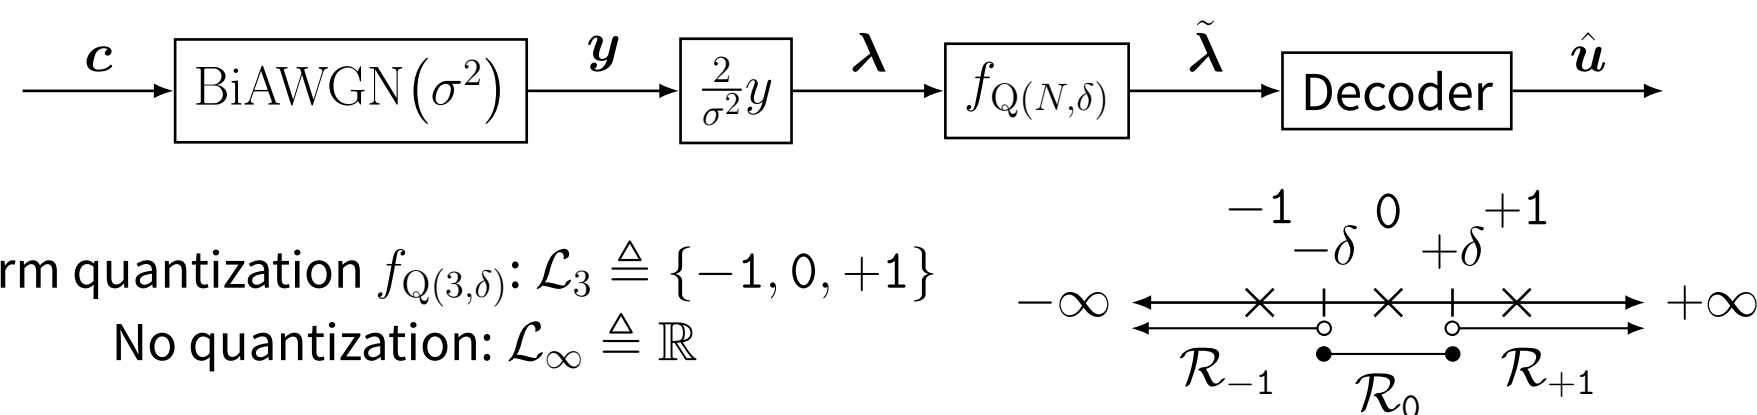 c y λ λ̃ û
BiAWGN(σ²) 2/σ² y f_Q(N,δ) Decoder
−1 0 +1
−δ +δ
rm quantization f_Q(3,δ): ℒ₃ ≜ {−1, 0, +1}
−∞ +∞
No quantization: ℒ_∞ ≜ ℝ
ℛ₋₁ ℛ₀ ℛ₊₁